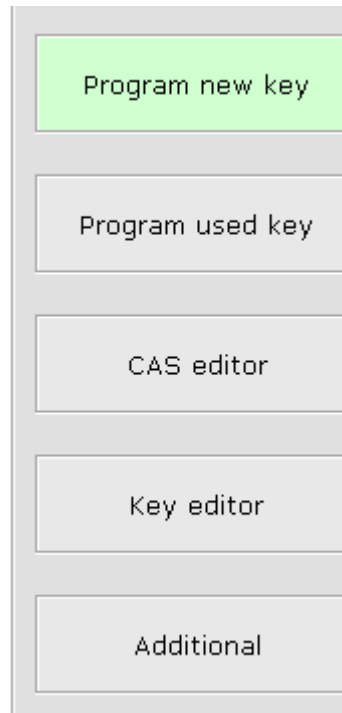 Program new key
Program used key
CAS editor
Key editor
Additional